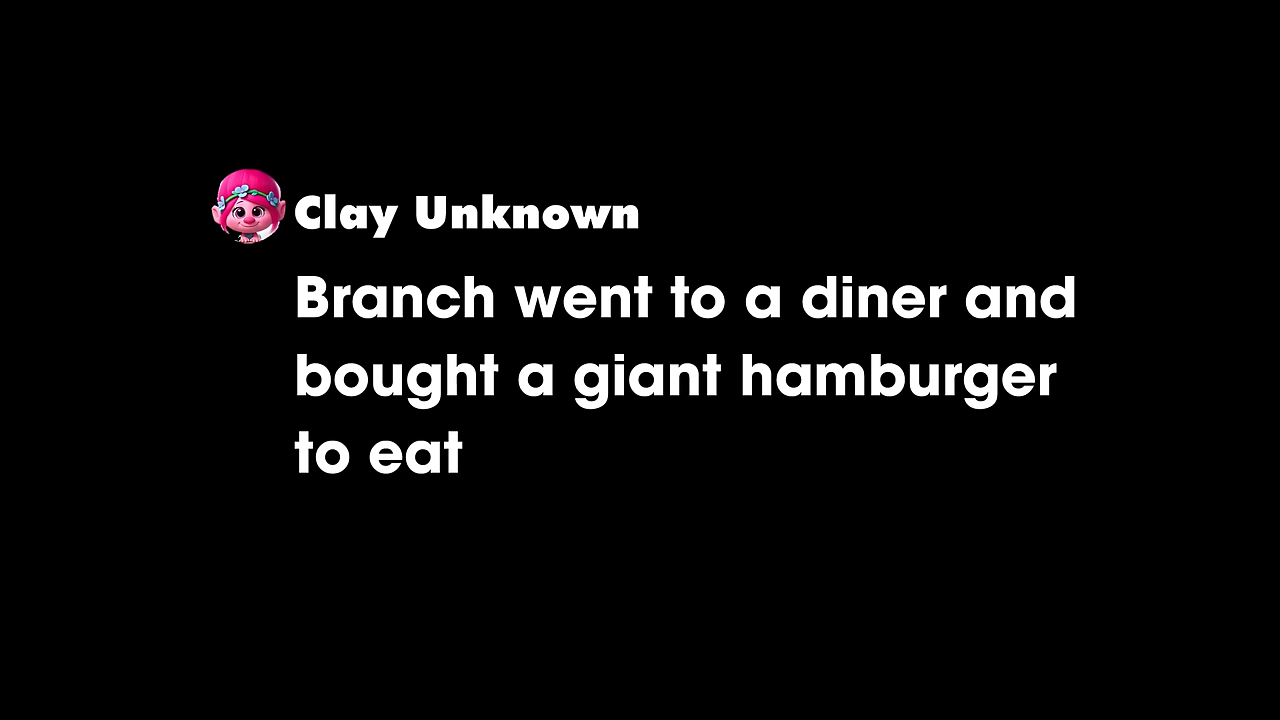 Clay Unknown
Branch went to a diner and
bought a giant hamburger
to eat